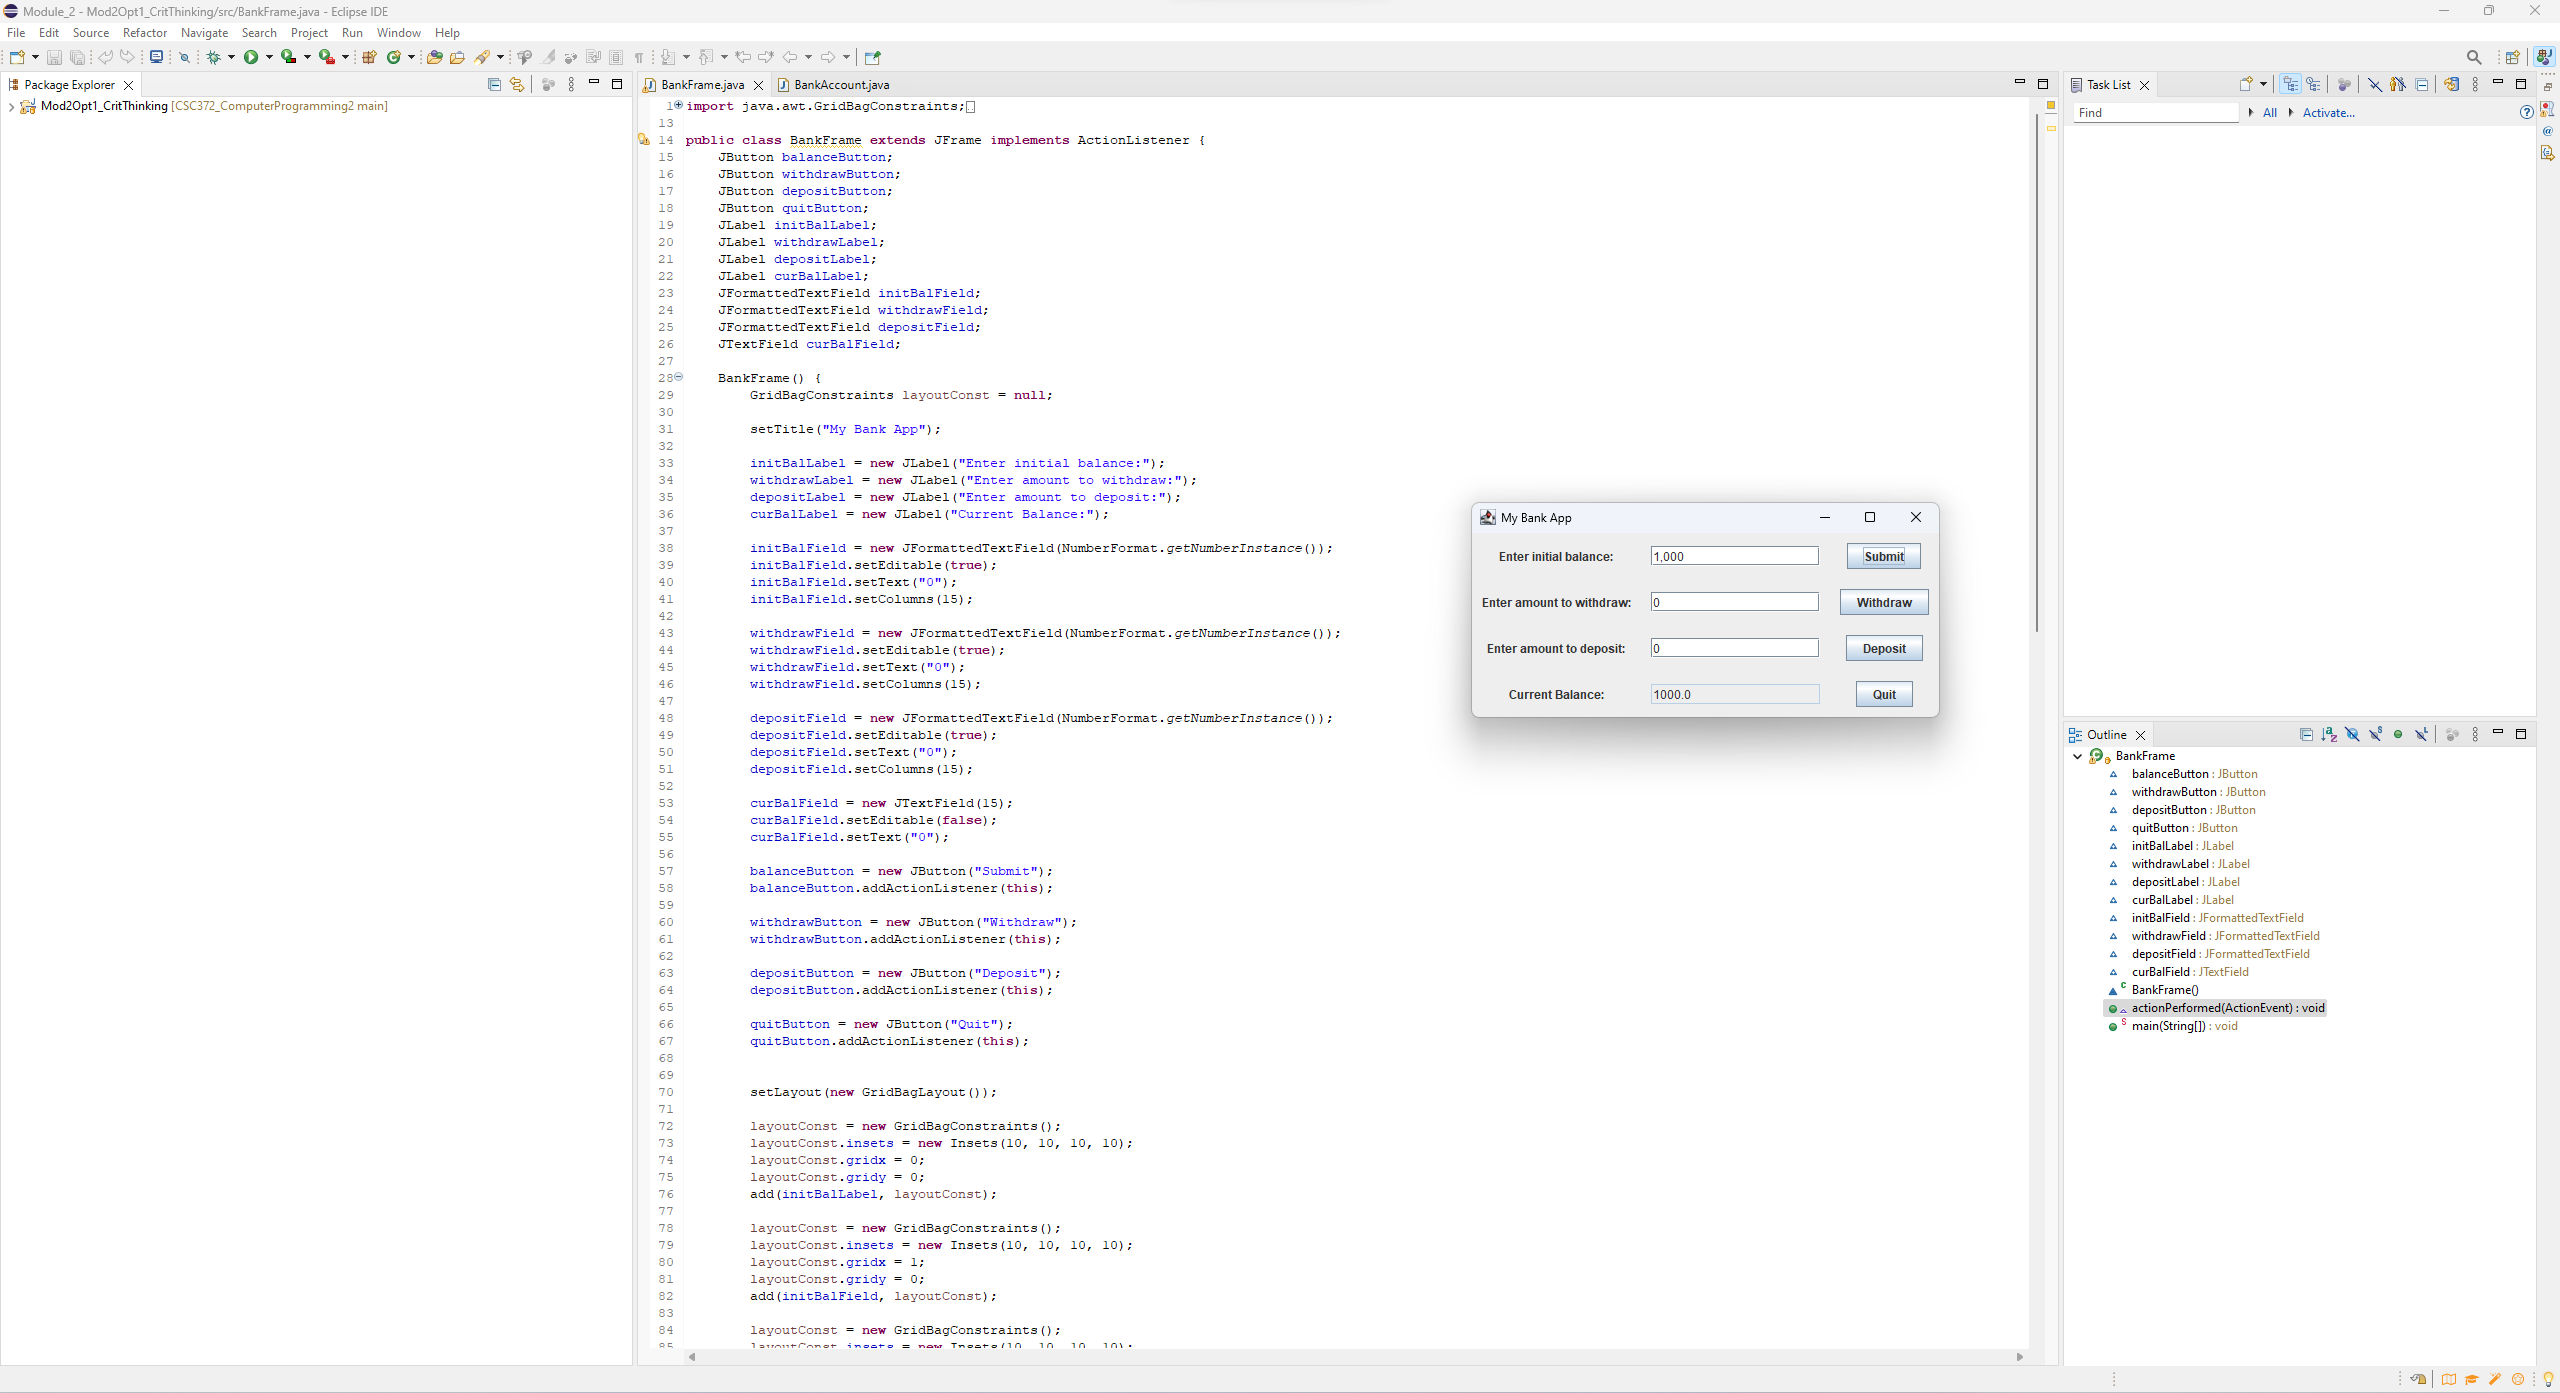 Module_2 - Mod2Opt1_CritThinking/src/BankFrame.java - Eclipse IDE
File Edit Source Refactor Navigate Search Project Run Window Help
Package Explorer
Mod2Opt1_CritThinking [CSC372_ComputerProgramming2 main]
BankFrame.java BankAccount.java
1 import java.awt.GridBagConstraints;
13
14 public class BankFrame extends JFrame implements ActionListener {
15 JButton balanceButton;
16 JButton withdrawButton;
17 JButton depositButton;
18 JButton quitButton;
19 JLabel initBalLabel;
20 JLabel withdrawLabel;
21 JLabel depositLabel;
22 JLabel curBalLabel;
23 JFormattedTextField initBalField;
24 JFormattedTextField withdrawField;
25 JFormattedTextField depositField;
26 JTextField curBalField;
27
28 BankFrame() {
29 GridBagConstraints layoutConst = null;
30
31 setTitle("My Bank App");
32
33 initBalLabel = new JLabel("Enter initial balance:");
34 withdrawLabel = new JLabel("Enter amount to withdraw:");
35 depositLabel = new JLabel("Enter amount to deposit:");
36 curBalLabel = new JLabel("Current Balance:");
37
38 initBalField = new JFormattedTextField(NumberFormat.getNumberInstance());
39 initBalField.setEditable(true);
40 initBalField.setText("0");
41 initBalField.setColumns(15);
42
43 withdrawField = new JFormattedTextField(NumberFormat.getNumberInstance());
44 withdrawField.setEditable(true);
45 withdrawField.setText("0");
46 withdrawField.setColumns(15);
47
48 depositField = new JFormattedTextField(NumberFormat.getNumberInstance());
49 depositField.setEditable(true);
50 depositField.setText("0");
51 depositField.setColumns(15);
52
53 curBalField = new JTextField(15);
54 curBalField.setEditable(false);
55 curBalField.setText("0");
56
57 balanceButton = new JButton("Submit");
58 balanceButton.addActionListener(this);
59
60 withdrawButton = new JButton("Withdraw");
61 withdrawButton.addActionListener(this);
62
63 depositButton = new JButton("Deposit");
64 depositButton.addActionListener(this);
65
66 quitButton = new JButton("Quit");
67 quitButton.addActionListener(this);
68
69
70 setLayout(new GridBagLayout());
71
72 layoutConst = new GridBagConstraints();
73 layoutConst.insets = new Insets(10, 10, 10, 10);
74 layoutConst.gridx = 0;
75 layoutConst.gridy = 0;
76 add(initBalLabel, layoutConst);
77
78 layoutConst = new GridBagConstraints();
79 layoutConst.insets = new Insets(10, 10, 10, 10);
80 layoutConst.gridx = 1;
81 layoutConst.gridy = 0;
82 add(initBalField, layoutConst);
83
84 layoutConst = new GridBagConstraints();
85 layoutConst.insets = new Insets(10, 10, 10, 10);
My Bank App
Enter initial balance: 1,000 Submit
Enter amount to withdraw: 0 Withdraw
Enter amount to deposit: 0 Deposit
Current Balance: 1000.0 Quit
Task List
Find All Activate...
Outline
BankFrame
balanceButton : JButton
withdrawButton : JButton
depositButton : JButton
quitButton : JButton
initBalLabel : JLabel
withdrawLabel : JLabel
depositLabel : JLabel
curBalLabel : JLabel
initBalField : JFormattedTextField
withdrawField : JFormattedTextField
depositField : JFormattedTextField
curBalField : JTextField
BankFrame()
actionPerformed(ActionEvent) : void
main(String[]) : void